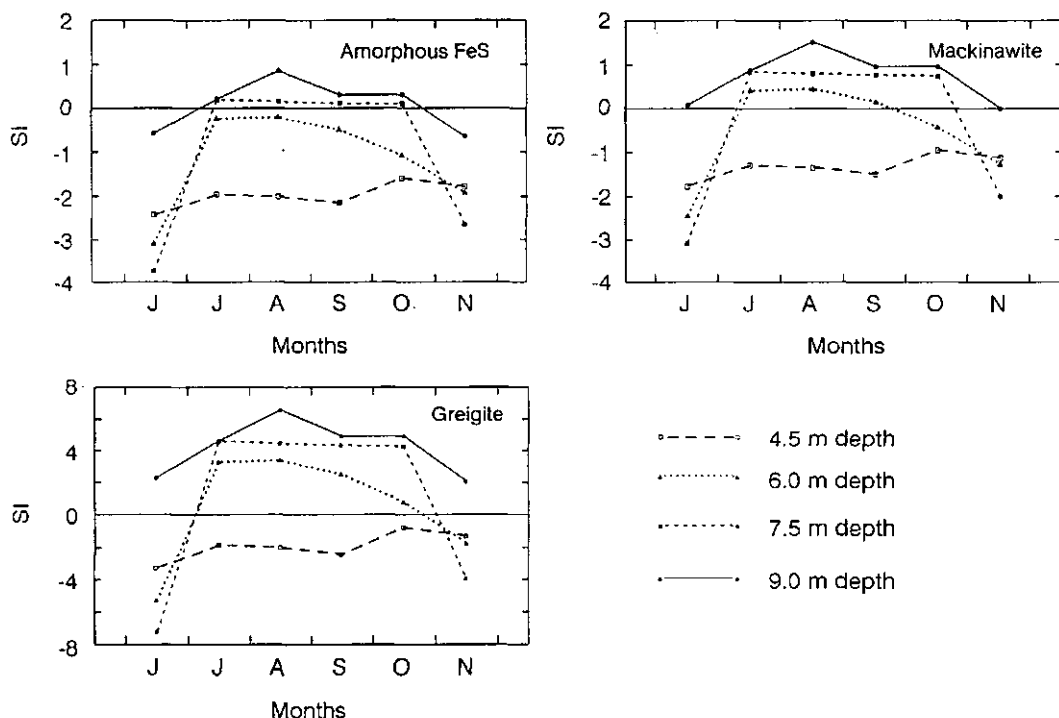 Amorphous FeS
2
1
0
-1
-2
-3
-4
SI
J J A S O N
Months
Mackinawite
2
1
0
-1
-2
-3
-4
SI
J J A S O N
Months
Greigite
8
4
0
-4
-8
SI
J J A S O N
Months
4.5 m depth
6.0 m depth
7.5 m depth
9.0 m depth